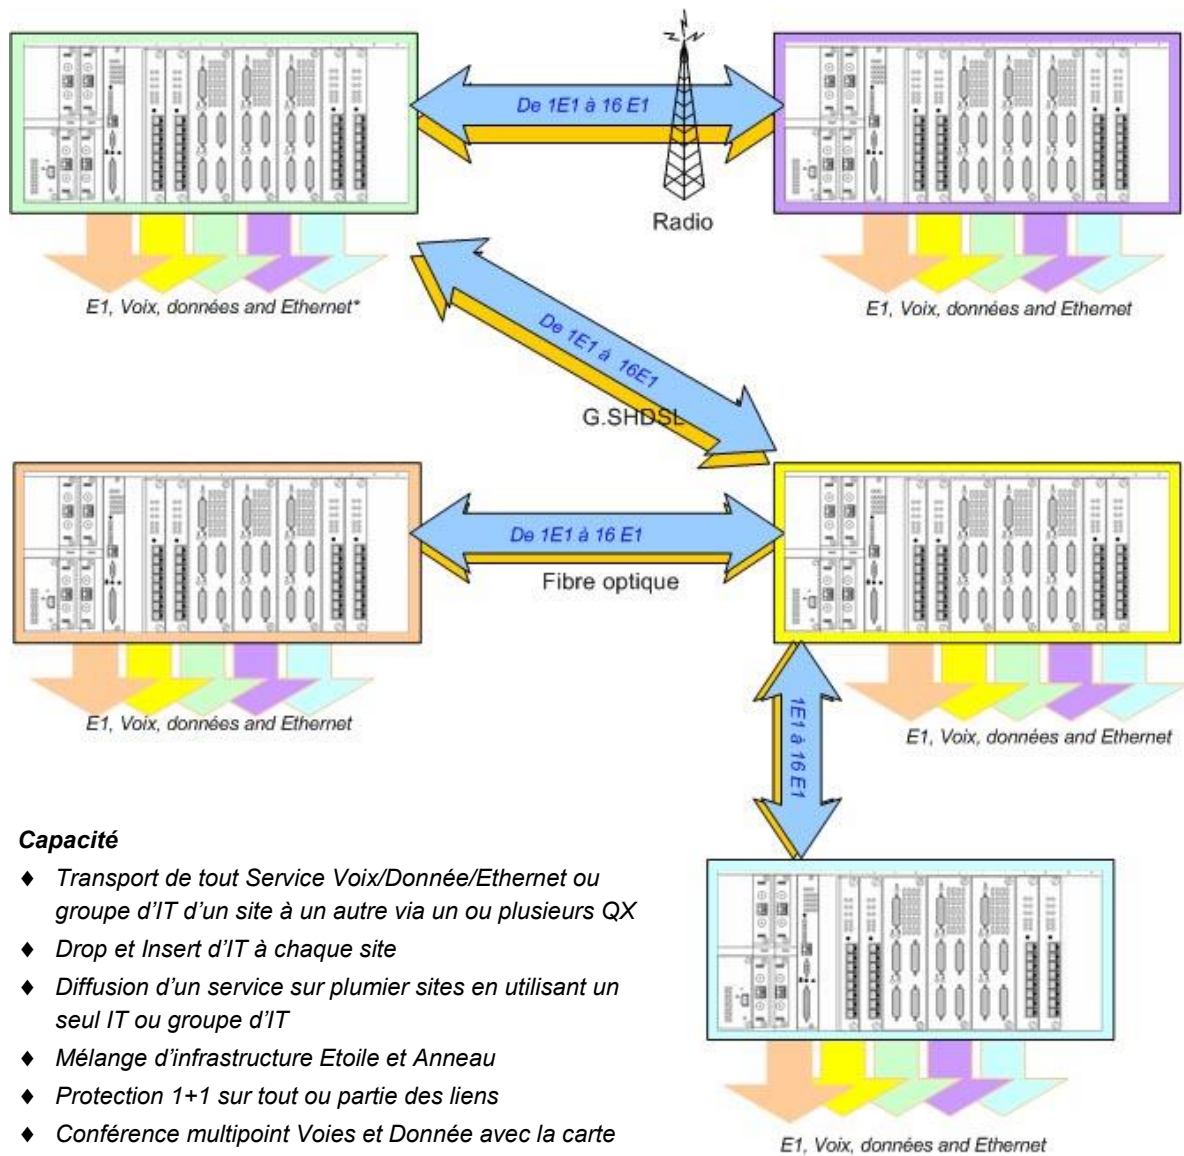 De 1E1 à 16 E1
Radio
E1, Voix, données and Ethernet*
E1, Voix, données and Ethernet
De 1E1 à 16E1
G.SHDSL
De 1E1 à 16 E1
Fibre optique
E1, Voix, données and Ethernet
E1, Voix, données and Ethernet
1E1 à 16 E1
Capacité
♦ Transport de tout Service Voix/Donnée/Ethernet ou
groupe d'IT d'un site à un autre via un ou plusieurs QX
♦ Drop et Insert d'IT à chaque site
♦ Diffusion d'un service sur plumier sites en utilisant un
seul IT ou groupe d'IT
♦ Mélange d'infrastructure Etoile et Anneau
♦ Protection 1+1 sur tout ou partie des liens
♦ Conférence multipoint Voies et Donnée avec la carte
E1, Voix, données and Ethernet